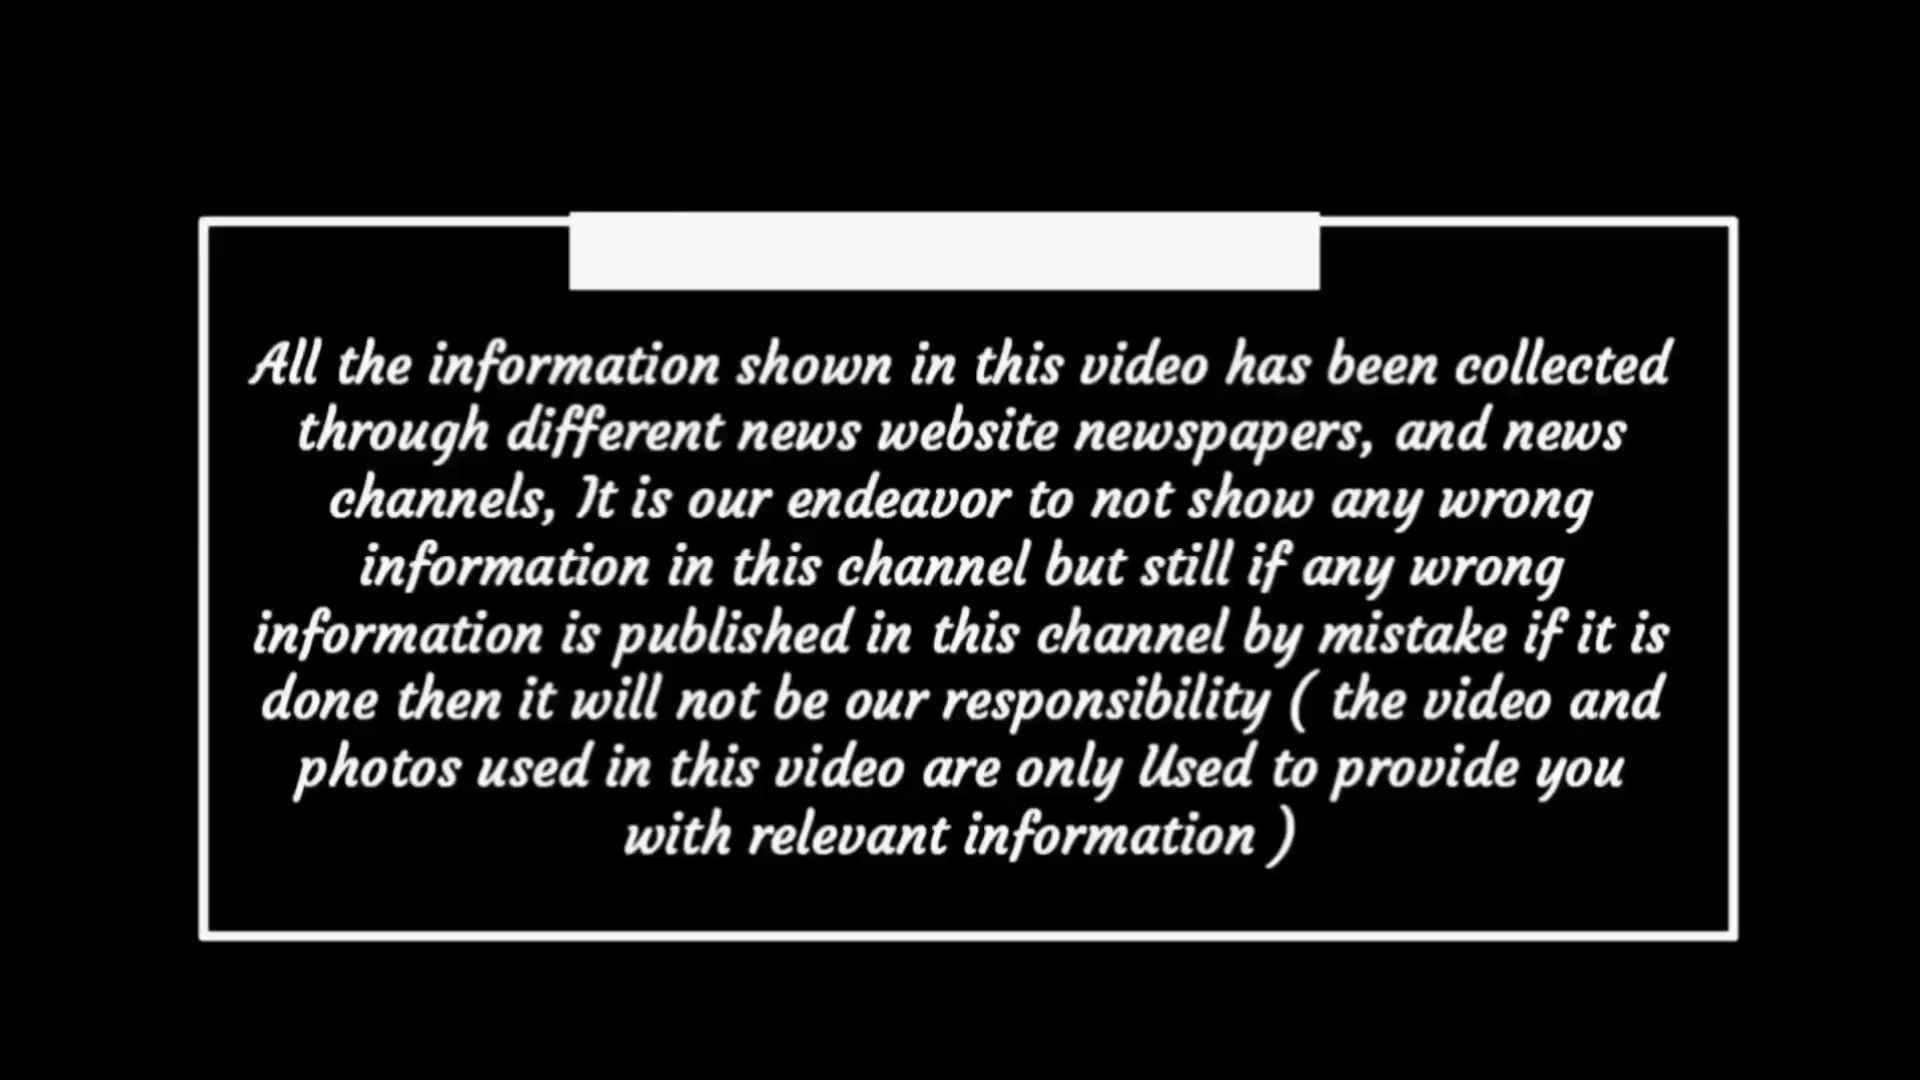 All the information shown in this video has been collected
through different news website newspapers, and news
channels, It is our endeavor to not show any wrong
information in this channel but still if any wrong
information is published in this channel by mistake if it is
done then it will not be our responsibility ( the video and
photos used in this video are only Used to provide you
with relevant information )